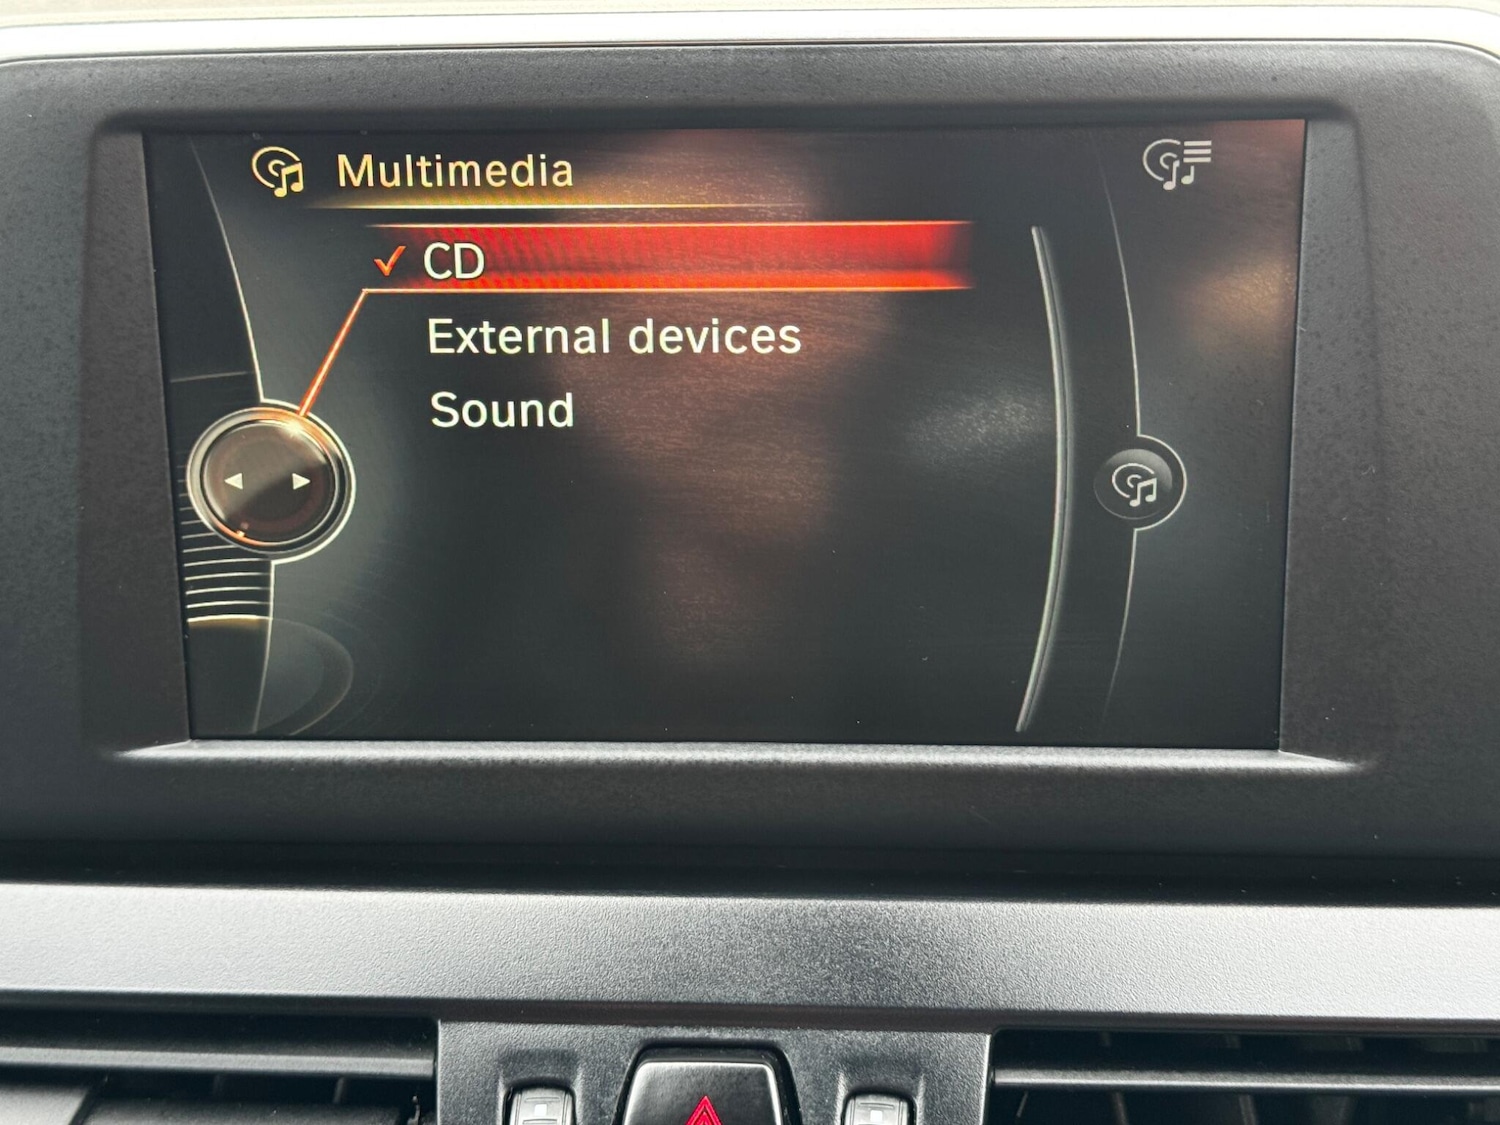 Multimedia
CD
External devices
Sound